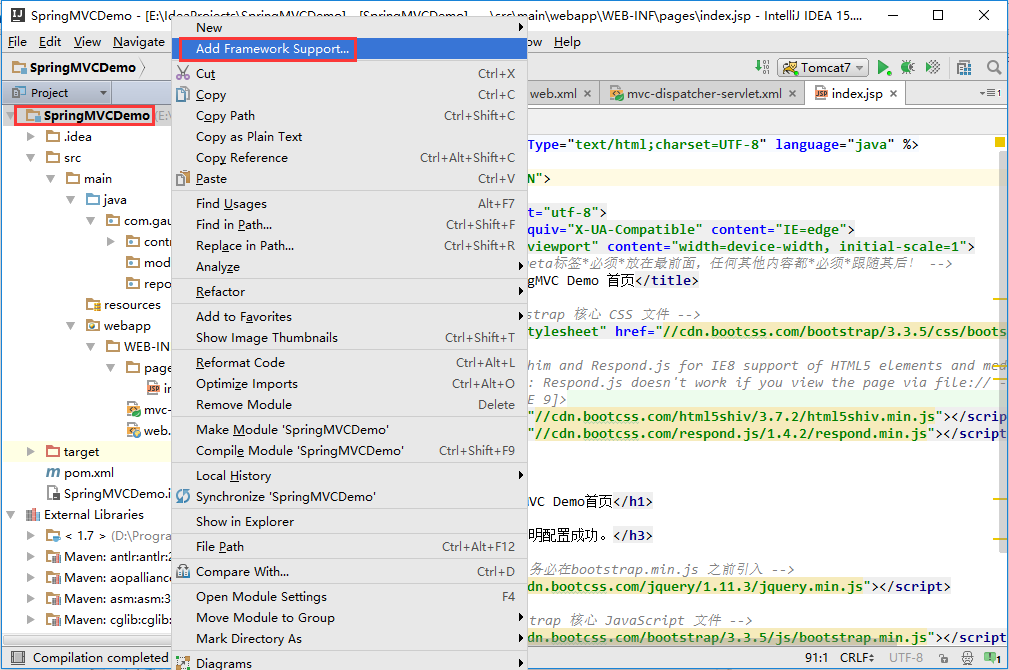 SpringMVCDemo - [E:\IdeaProjects\SpringMVCDemo] - [SpringMVCDemo] - ...\src\main\webapp\WEB-INF\pages\index.jsp - IntelliJ IDEA 15....
File Edit View Navigate ow Help
SpringMVCDemo
Tomcat7
Project
web.xml mvc-dispatcher-servlet.xml index.jsp
SpringMVCDemo (E:\
.idea
src
main
java
com.gau
contr
mod
repo
resources
webapp
WEB-IN
page
in
mvc-
web.
target
pom.xml
SpringMVCDemo.i
External Libraries
< 1.7 > (D:\Progra
Maven: antlr:antlr:2
Maven: aopalliance
Maven: asm:asm:3
Maven: cglib:cglib:
New
Add Framework Support...
Cut Ctrl+X
Copy Ctrl+C
Copy Path Ctrl+Shift+C
Copy as Plain Text
Copy Reference Ctrl+Alt+Shift+C
Paste Ctrl+V
Find Usages Alt+F7
Find in Path... Ctrl+Shift+F
Replace in Path... Ctrl+Shift+R
Analyze
Refactor
Add to Favorites
Show Image Thumbnails Ctrl+Shift+T
Reformat Code Ctrl+Alt+L
Optimize Imports Ctrl+Alt+O
Remove Module Delete
Make Module 'SpringMVCDemo'
Compile Module 'SpringMVCDemo' Ctrl+Shift+F9
Local History
Synchronize 'SpringMVCDemo'
Show in Explorer
File Path Ctrl+Alt+F12
Compare With... Ctrl+D
Open Module Settings F4
Move Module to Group
Mark Directory As
Diagrams
Type="text/html;charset=UTF-8" language="java" %>
N">
t="utf-8">
quiv="X-UA-Compatible" content="IE=edge">
viewport" content="width=device-width, initial-scale=1">
eta标签*必须*放在最前面，任何其他内容都*必须*跟随其后！ -->
gMVC Demo 首页</title>
strap 核心 CSS 文件 -->
tylesheet" href="//cdn.bootcss.com/bootstrap/3.3.5/css/boots
him and Respond.js for IE8 support of HTML5 elements and med
: Respond.js doesn't work if you view the page via file:// -
E 9]>
"//cdn.bootcss.com/html5shiv/3.7.2/html5shiv.min.js"></scrip
"//cdn.bootcss.com/respond.js/1.4.2/respond.min.js"></script
VC Demo首页</h1>
明配置成功。</h3>
务必在bootstrap.min.js 之前引入 -->
dn.bootcss.com/jquery/1.11.3/jquery.min.js"></script>
trap 核心 JavaScript 文件 -->
dn.bootcss.com/bootstrap/3.3.5/js/bootstrap.min.js"></script
Compilation completed 91:1 CRLF UTF-8 1